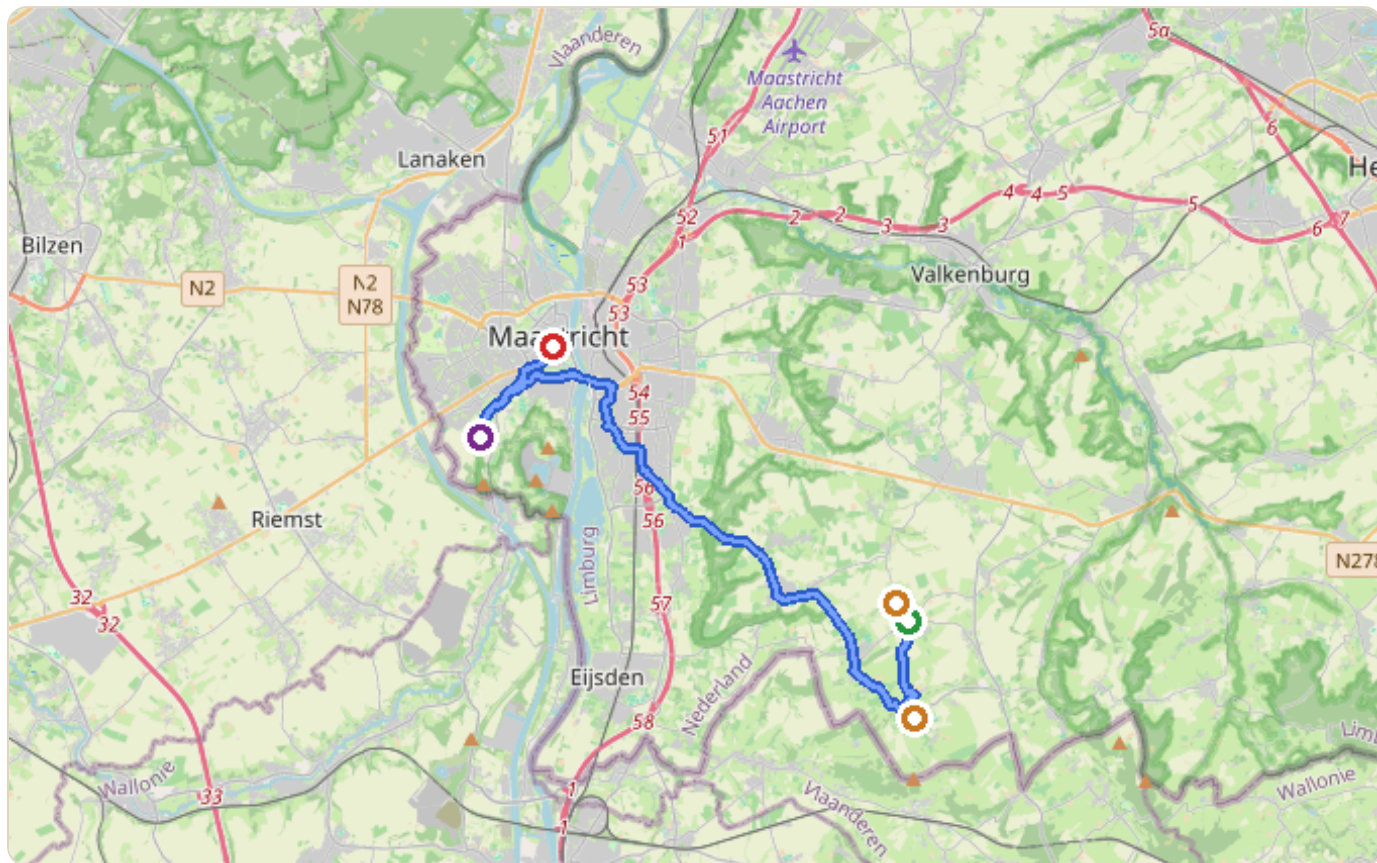 5a
Vlaanderen
Maastricht
Aachen
Airport
51
6
Lanaken
He
4
4
5
5
52
2
2
3
3
1
6
7
Bilzen
Valkenburg
N2
N2
N78
53
53
Maastricht
54
55
56
56
Riemst
Limburg
N278
57
32
32
Eijsden
Nederland
58
Wallonie
33
1
1
Vlaanderen
Limb
Wallonie